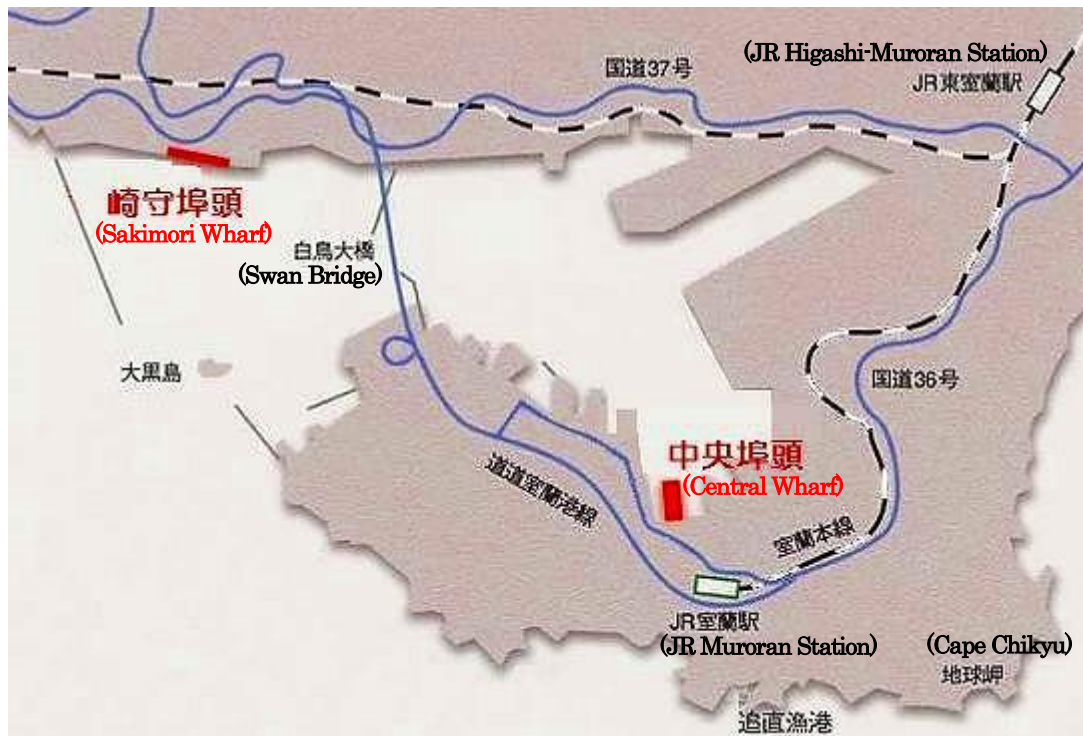 (JR Higashi-Muroran Station)
国道37号
JR東室蘭駅
崎守埠頭
(Sakimori Wharf)
白鳥大橋
(Swan Bridge)
大黒島
国道36号
中央埠頭
(Central Wharf)
道道室蘭港線
室蘭本線
JR室蘭駅
(JR Muroran Station)
(Cape Chikyu)
地球岬
追直漁港